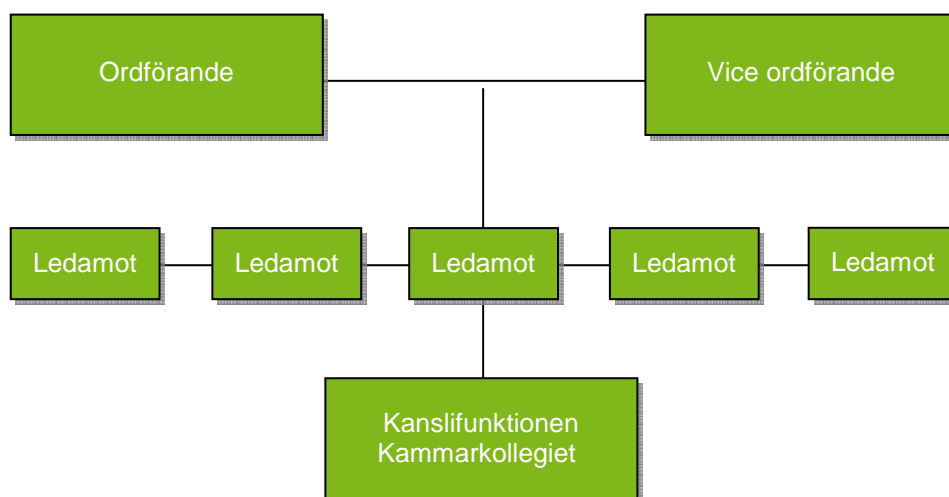 Ordförande
Vice ordförande
Ledamot
Ledamot
Ledamot
Ledamot
Ledamot
Kanslifunktionen
Kammarkollegiet